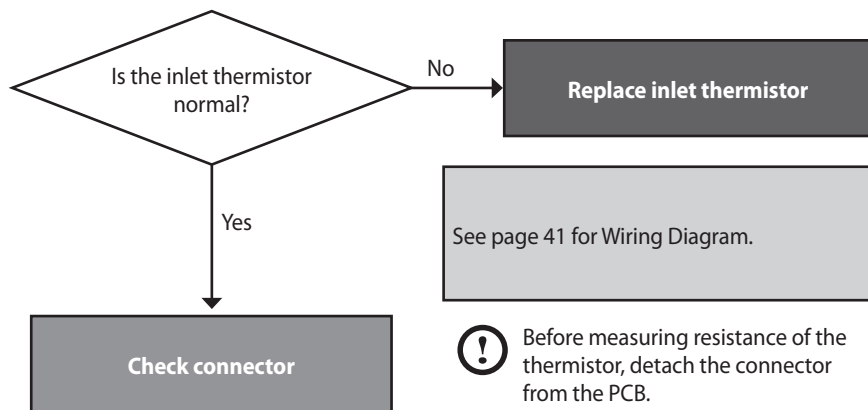 Is the inlet thermistor
normal?
No
Replace inlet thermistor
Yes
See page 41 for Wiring Diagram.
Check connector
Before measuring resistance of the
thermistor, detach the connector
from the PCB.